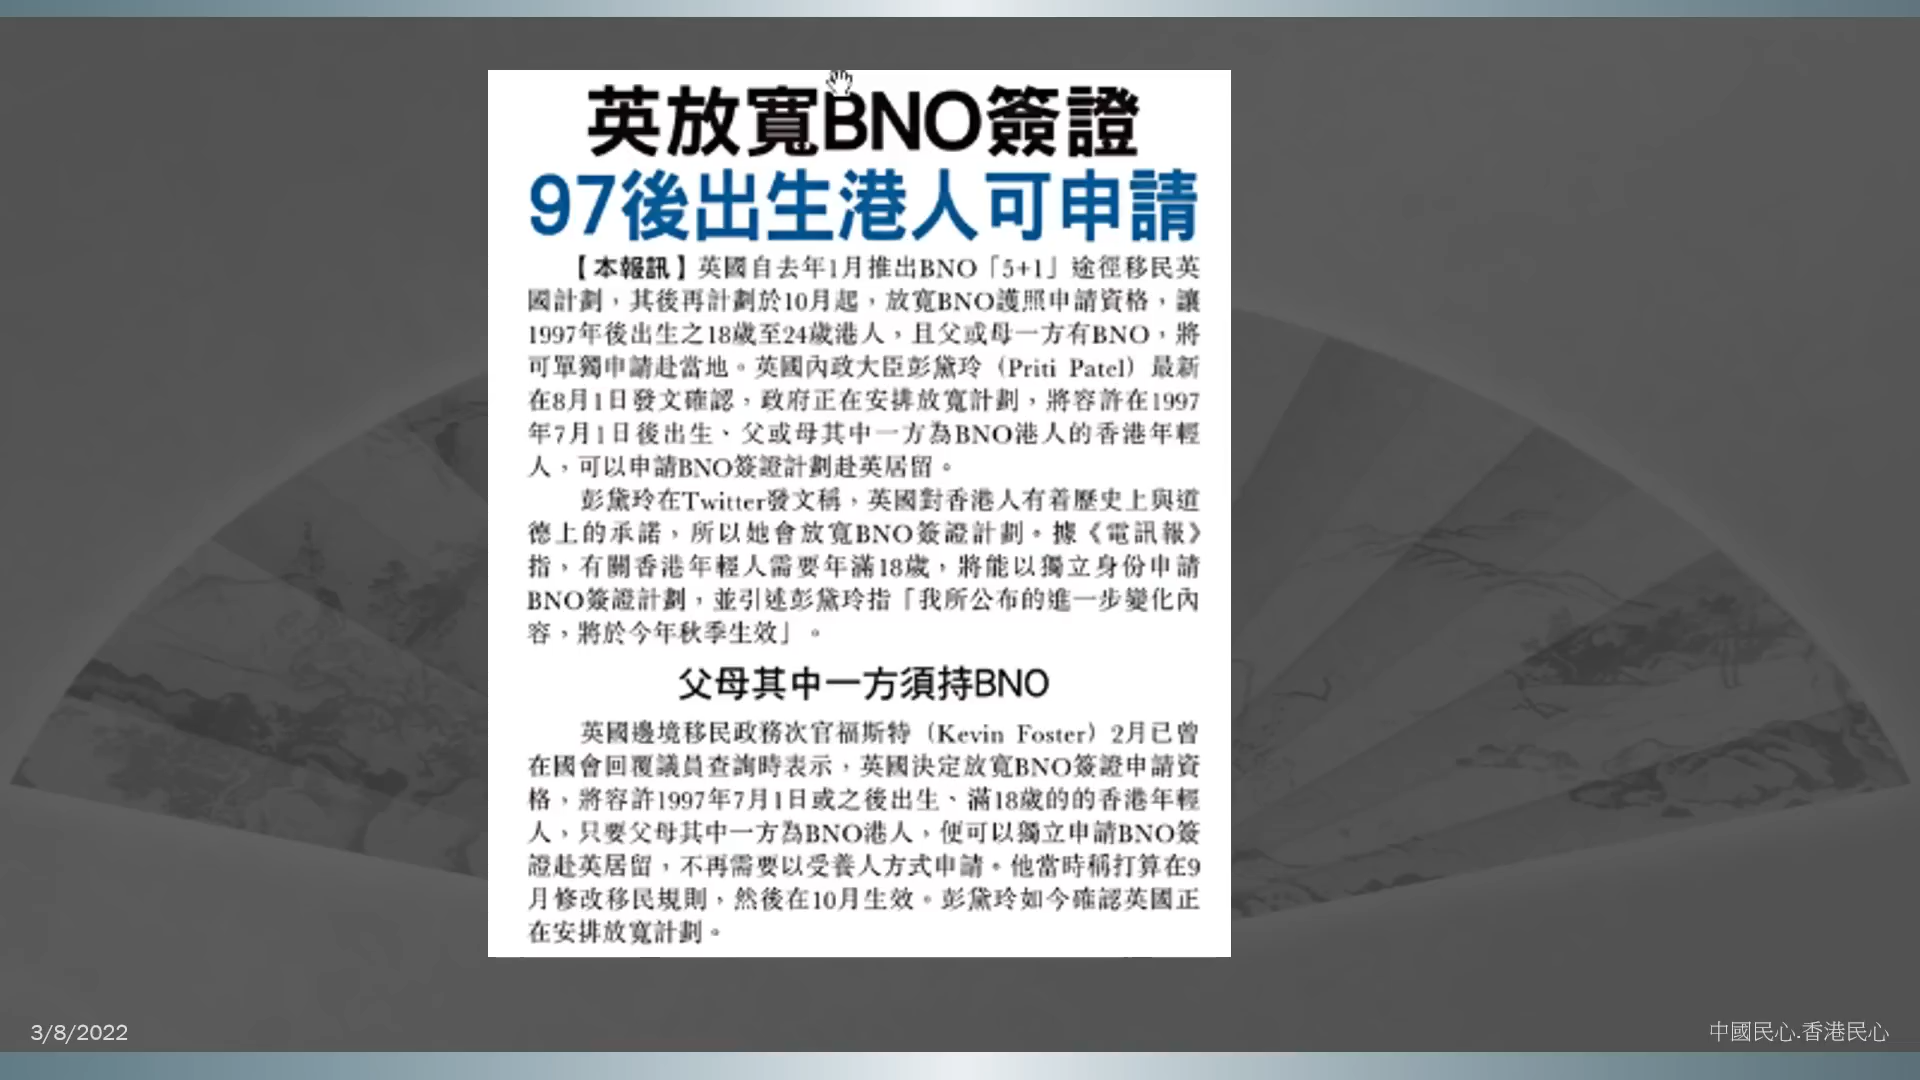 英放寬BNO簽證
97後出生港人可申請
【本報訊】英國自去年1月推出BNO「5+1」途徑移民英
國計劃，其後再計劃於10月起，放寬BNO護照申請資格，讓
1997年後出生之18歲至24歲港人，且父或母一方有BNO，將
可單獨申請赴當地。英國內政大臣彭黛玲（Priti Patel）最新
在8月1日發文確認，政府正在安排放寬計劃，將容許在1997
年7月1日後出生、父或母其中一方為BNO港人的香港年輕
人，可以申請BNO簽證計劃赴英居留。
彭黛玲在Twitter發文稱，英國對香港人有着歷史上與道
德上的承諾，所以她會放寬BNO簽證計劃。據《電訊報》
指，有關香港年輕人需要年滿18歲，將能以獨立身份申請
BNO簽證計劃，並引述彭黛玲指「我所公布的進一步變化內
容，將於今年秋季生效」。
父母其中一方須持BNO
英國邊境移民政務次官福斯特（Kevin Foster）2月已曾
在國會回覆議員查詢時表示，英國決定放寬BNO簽證申請資
格，將容許1997年7月1日或之後出生、滿18歲的的香港年輕
人，只要父母其中一方為BNO港人，便可以獨立申請BNO簽
證赴英居留，不再需要以受養人方式申請。他當時稱打算在9
月修改移民規則，然後在10月生效。彭黛玲如今確認英國正
在安排放寬計劃。
3/8/2022
中國民心.香港民心